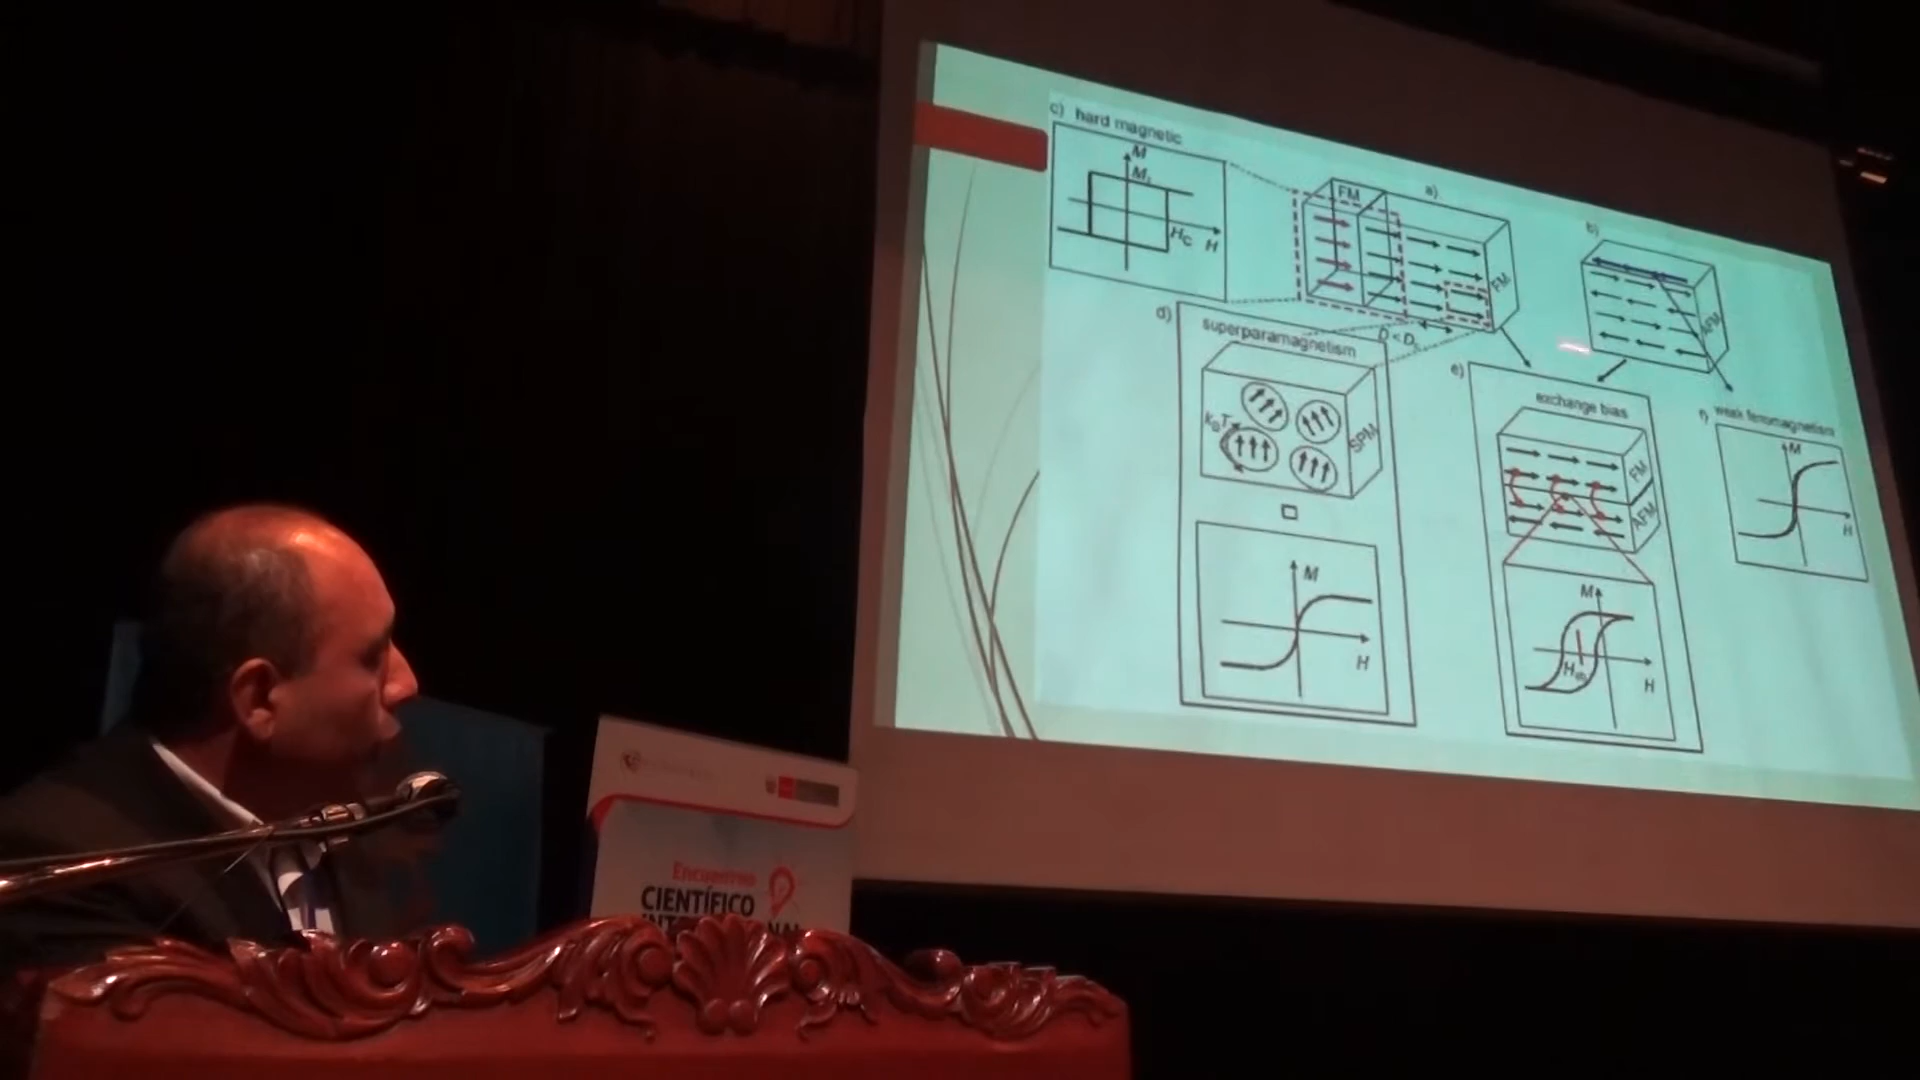 c) hard magnetic
M
Ms
HC
H
a)
FM
FM
b)
AFM
D < Dc
d)
superparamagnetism
kBT
SPM
M
H
e)
exchange bias
FM
AFM
M
Heb
H
f) weak ferromagnetism
M
H
Encuentro
CIENTÍFICO